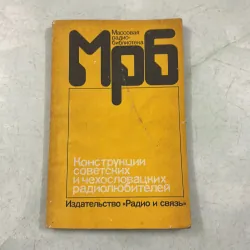 Массовая
радио-
библиотека
Мрб
Конструкции
советских
и чехословацких
радиолюбителей
Издательство «Радио и связь»